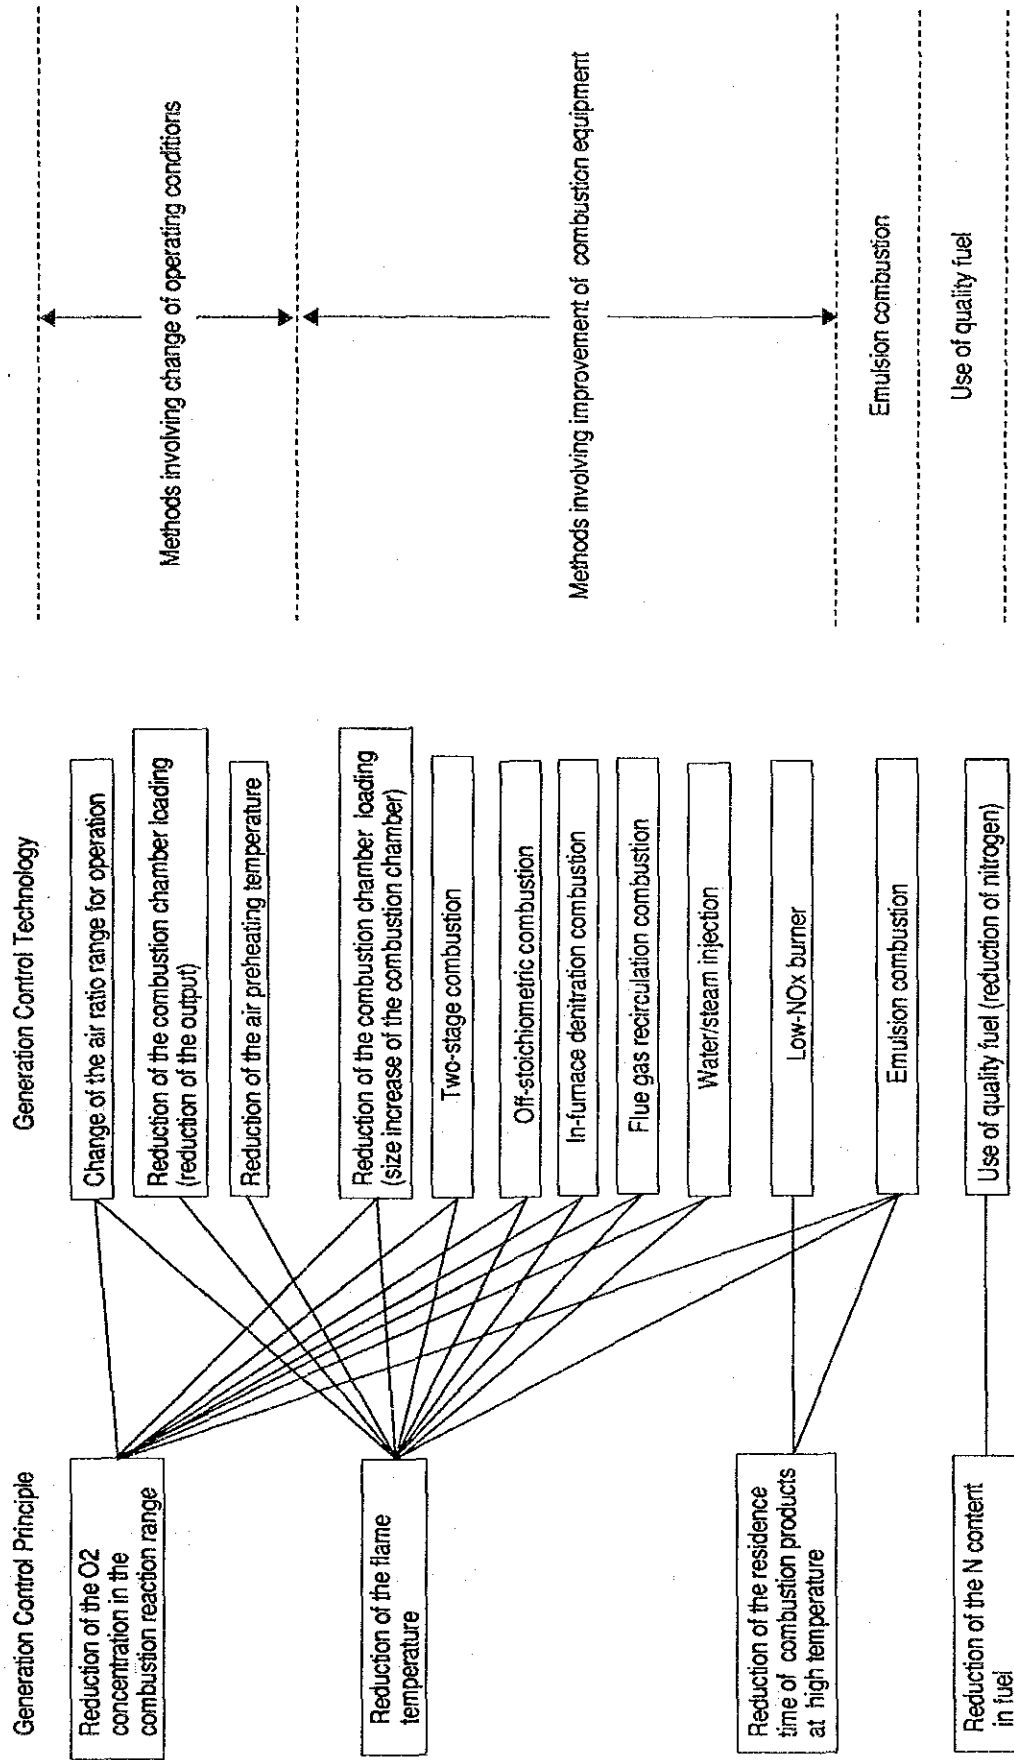 Generation Control Principle
Generation Control Technology
Reduction of the O2
concentration in the
combustion reaction range
Reduction of the flame
temperature
Reduction of the residence
time of combustion products
at high temperature
Reduction of the N content
in fuel
Change of the air ratio range for operation
Reduction of the combustion chamber loading
(reduction of the output)
Reduction of the air preheating temperature
Reduction of the combustion chamber loading
(size increase of the combustion chamber)
Two-stage combustion
Off-stoichiometric combustion
In-furnace denitration combustion
Flue gas recirculation combustion
Water/steam injection
Low-NOx burner
Emulsion combustion
Use of quality fuel (reduction of nitrogen)
Methods involving change of operating conditions
Methods involving improvement of combustion equipment
Emulsion combustion
Use of quality fuel